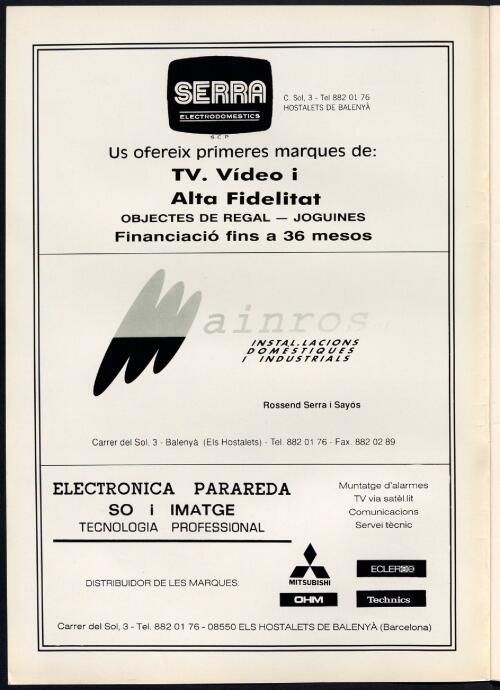 SERRA
ELECTRODOMESTICS
S.C.P.
C. Sol, 3 - Tel 882 01 76
HOSTALETS DE BALENYÀ
Us ofereix primeres marques de:
TV. Vídeo i
Alta Fidelitat
OBJECTES DE REGAL — JOGUINES
Financiació fins a 36 mesos
Mainros
INSTAL.LACIONS
DOMESTIQUES
I INDUSTRIALS
Rossend Serra i Sayós
Carrer del Sol, 3 - Balenyà (Els Hostalets) - Tel. 882 01 76 - Fax. 882 02 89
ELECTRONICA PARAREDA
SO i IMATGE
TECNOLOGIA PROFESSIONAL
Muntatge d'alarmes
TV via satèl.lit
Comunicacions
Servei tècnic
DISTRIBUIDOR DE LES MARQUES:
MITSUBISHI
ECLER
OHM
Technics
Carrer del Sol, 3 - Tel. 882 01 76 - 08550 ELS HOSTALETS DE BALENYÀ (Barcelona)